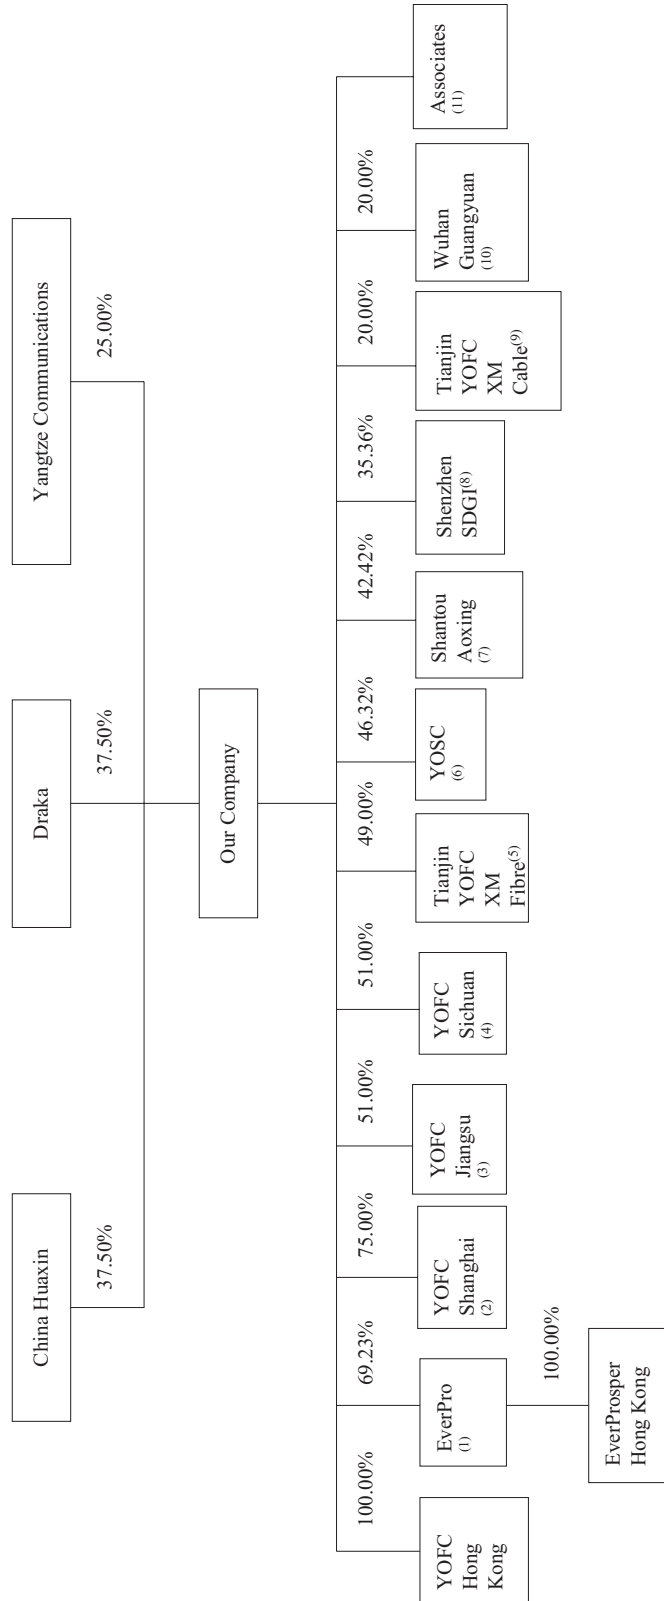 China Huaxin
Draka
Yangtze Communications
37.50%
37.50%
25.00%
Our Company
100.00%
69.23%
75.00%
51.00%
51.00%
49.00%
46.32%
42.42%
35.36%
20.00%
20.00%
YOFC
Hong
Kong
EverPro
(1)
YOFC
Shanghai
(2)
YOFC
Jiangsu
(3)
YOFC
Sichuan
(4)
Tianjin
YOFC
XM
Fibre(5)
YOSC
(6)
Shantou
Aoxing
(7)
Shenzhen
SDGI(8)
Tianjin
YOFC
XM
Cable(9)
Wuhan
Guangyuan
(10)
Associates
(11)
100.00%
EverProsper
Hong Kong